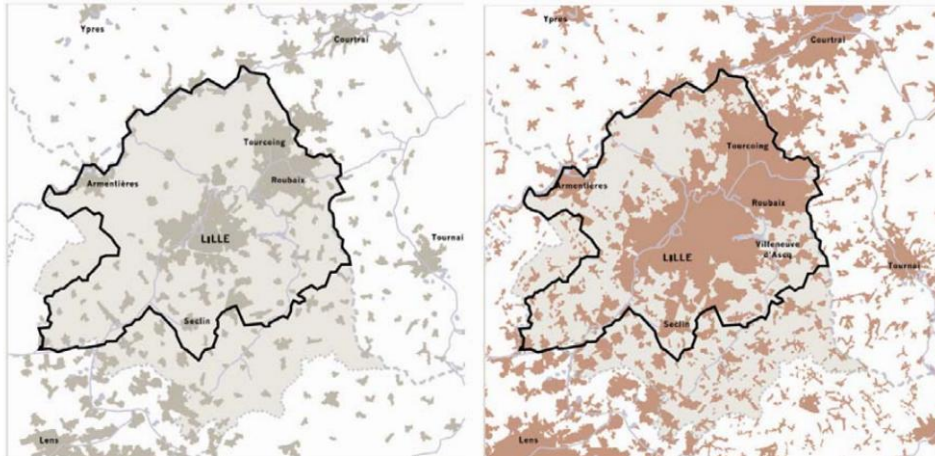 Ypres
Courtrai
Tourcoing
Armentières
Roubaix
LILLE
Tournai
Seclin
Lens
Ypres
Courtrai
Tourcoing
Armentières
Roubaix
Villeneuve
d'Ascq
LILLE
Tournai
Seclin
Lens